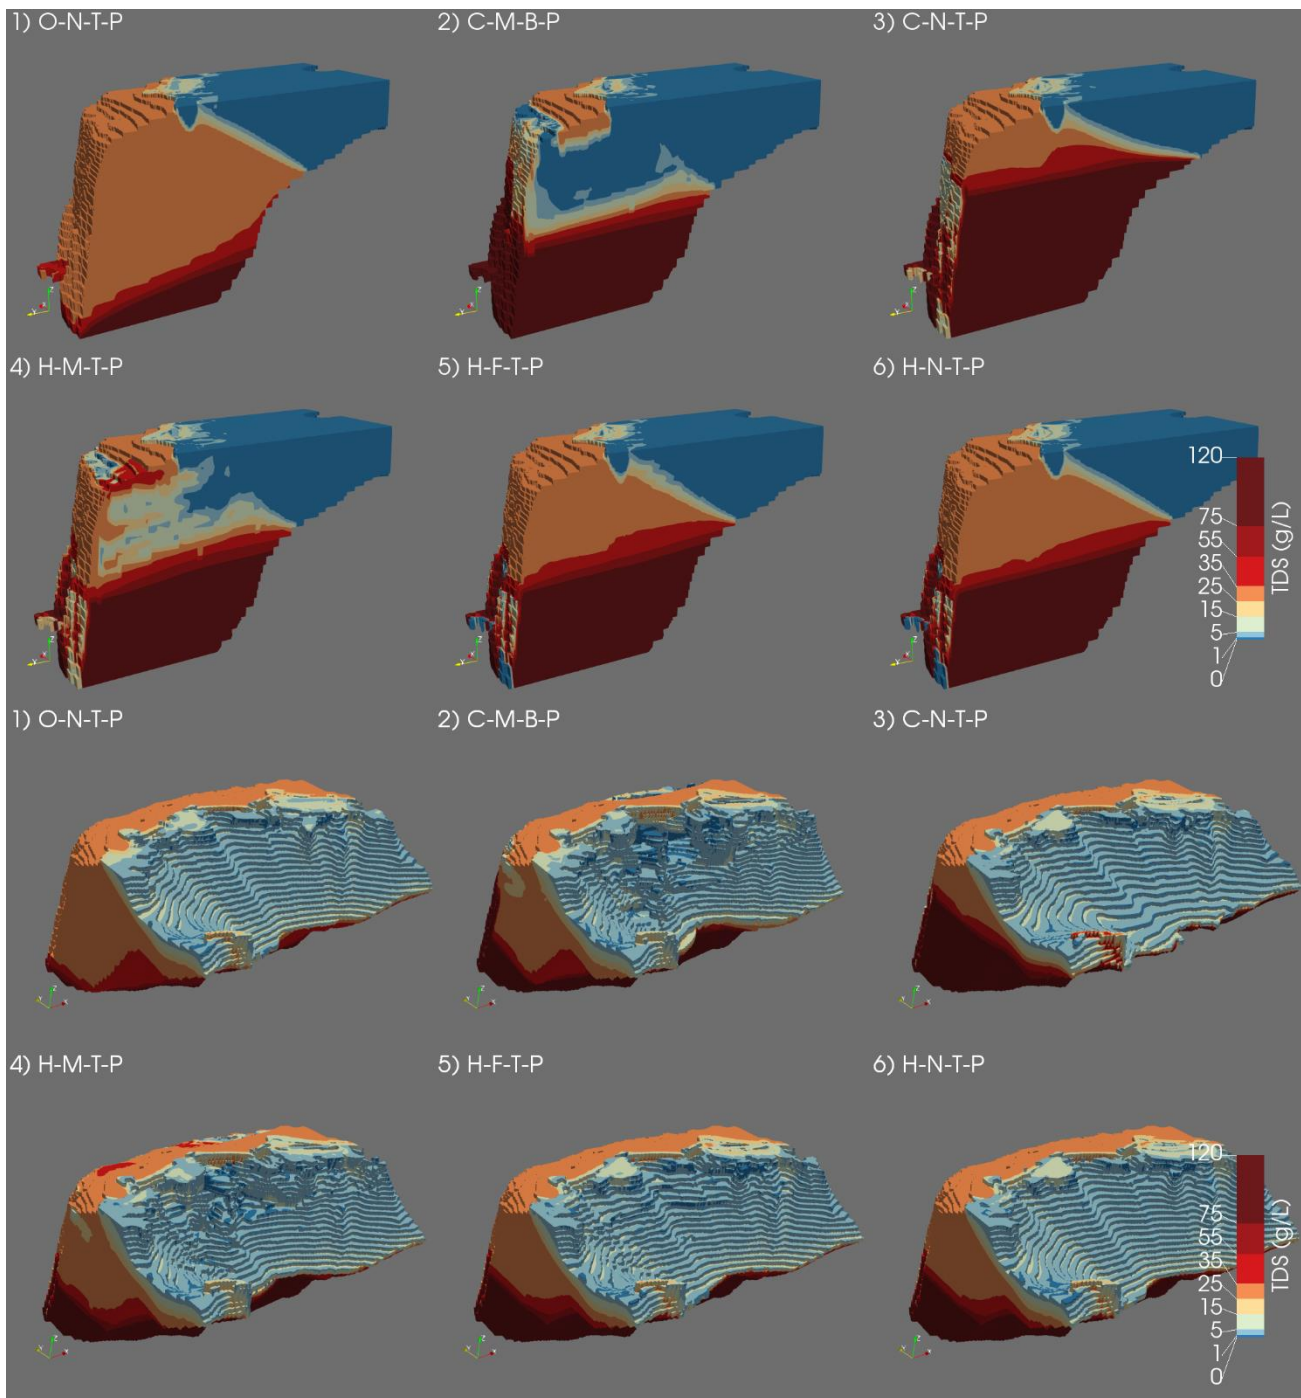 1) O-N-T-P
2) C-M-B-P
3) C-N-T-P
4) H-M-T-P
5) H-F-T-P
6) H-N-T-P
120
75
55
35
25
15
5
1
0
TDS (g/L)
1) O-N-T-P
2) C-M-B-P
3) C-N-T-P
4) H-M-T-P
5) H-F-T-P
6) H-N-T-P
120
75
55
35
25
15
5
1
0
TDS (g/L)